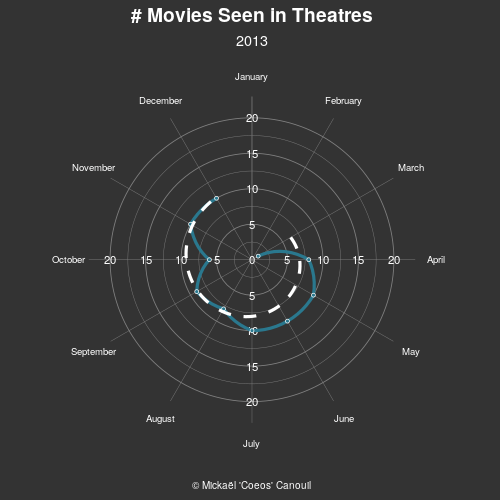 # Movies Seen in Theatres
2013
January
December February
20
November 15 March
10
5
October 20 15 10 5 0 5 10 15 20 April
5
10
September 15 May
20
August June
July
© Mickaël 'Coeos' Canouil